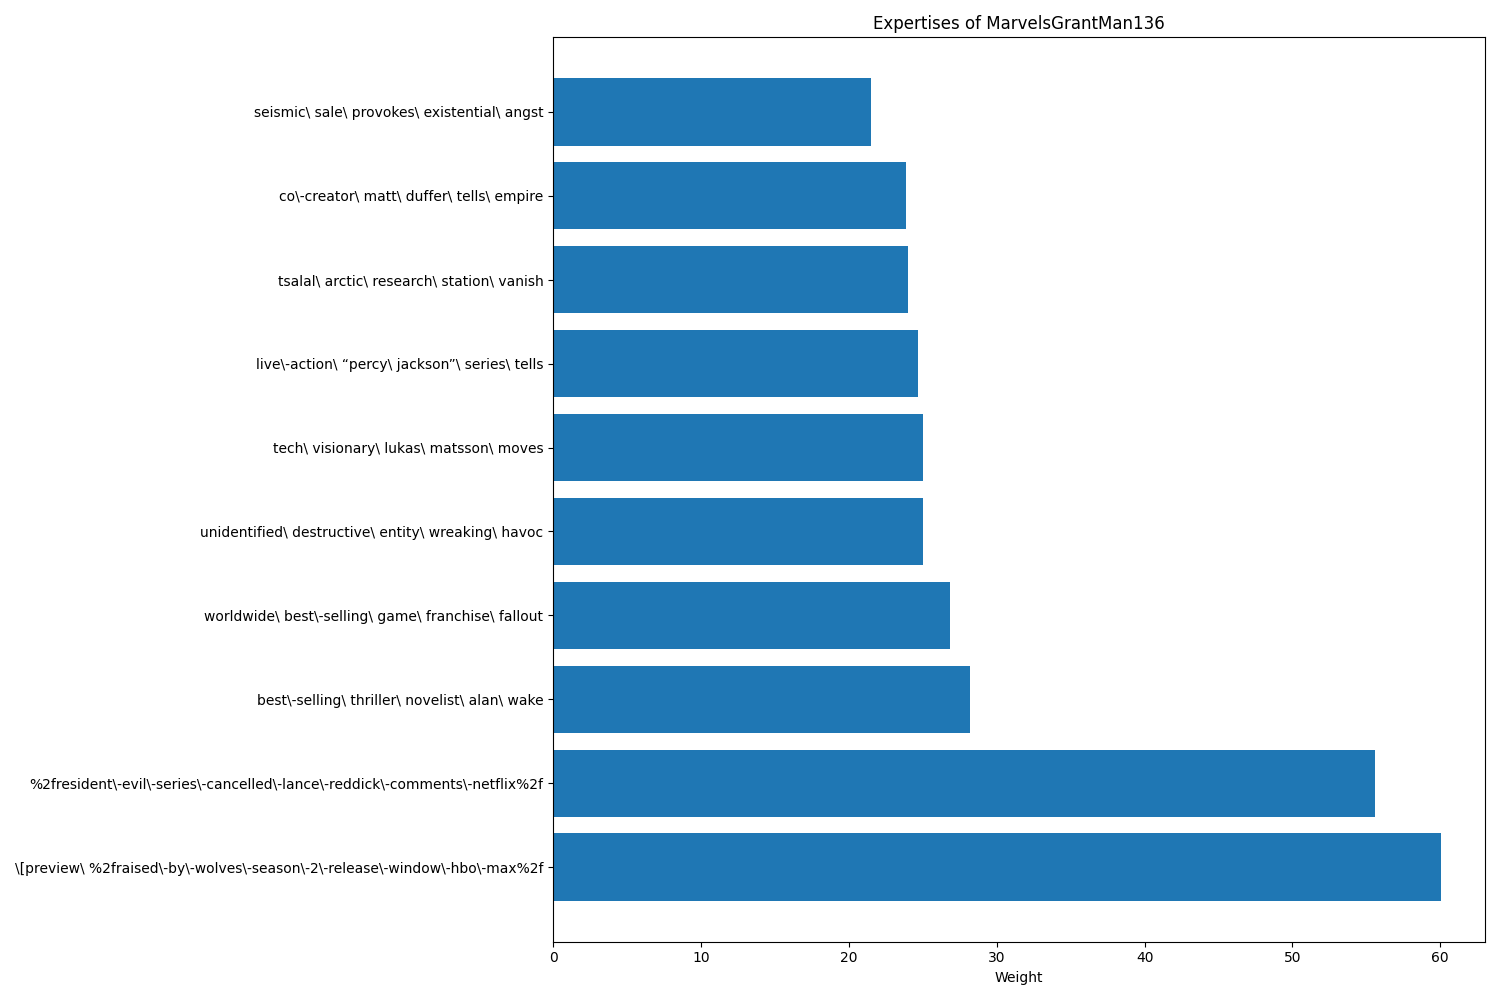 Expertises of MarvelsGrantMan136
seismic\ sale\ provokes\ existential\ angst
co\-creator\ matt\ duffer\ tells\ empire
tsalal\ arctic\ research\ station\ vanish
live\-action\ “percy\ jackson”\ series\ tells
tech\ visionary\ lukas\ matsson\ moves
unidentified\ destructive\ entity\ wreaking\ havoc
worldwide\ best\-selling\ game\ franchise\ fallout
best\-selling\ thriller\ novelist\ alan\ wake
%2fresident\-evil\-series\-cancelled\-lance\-reddick\-comments\-netflix%2f
\[preview\ %2fraised\-by\-wolves\-season\-2\-release\-window\-hbo\-max%2f
0 10 20 30 40 50 60
Weight